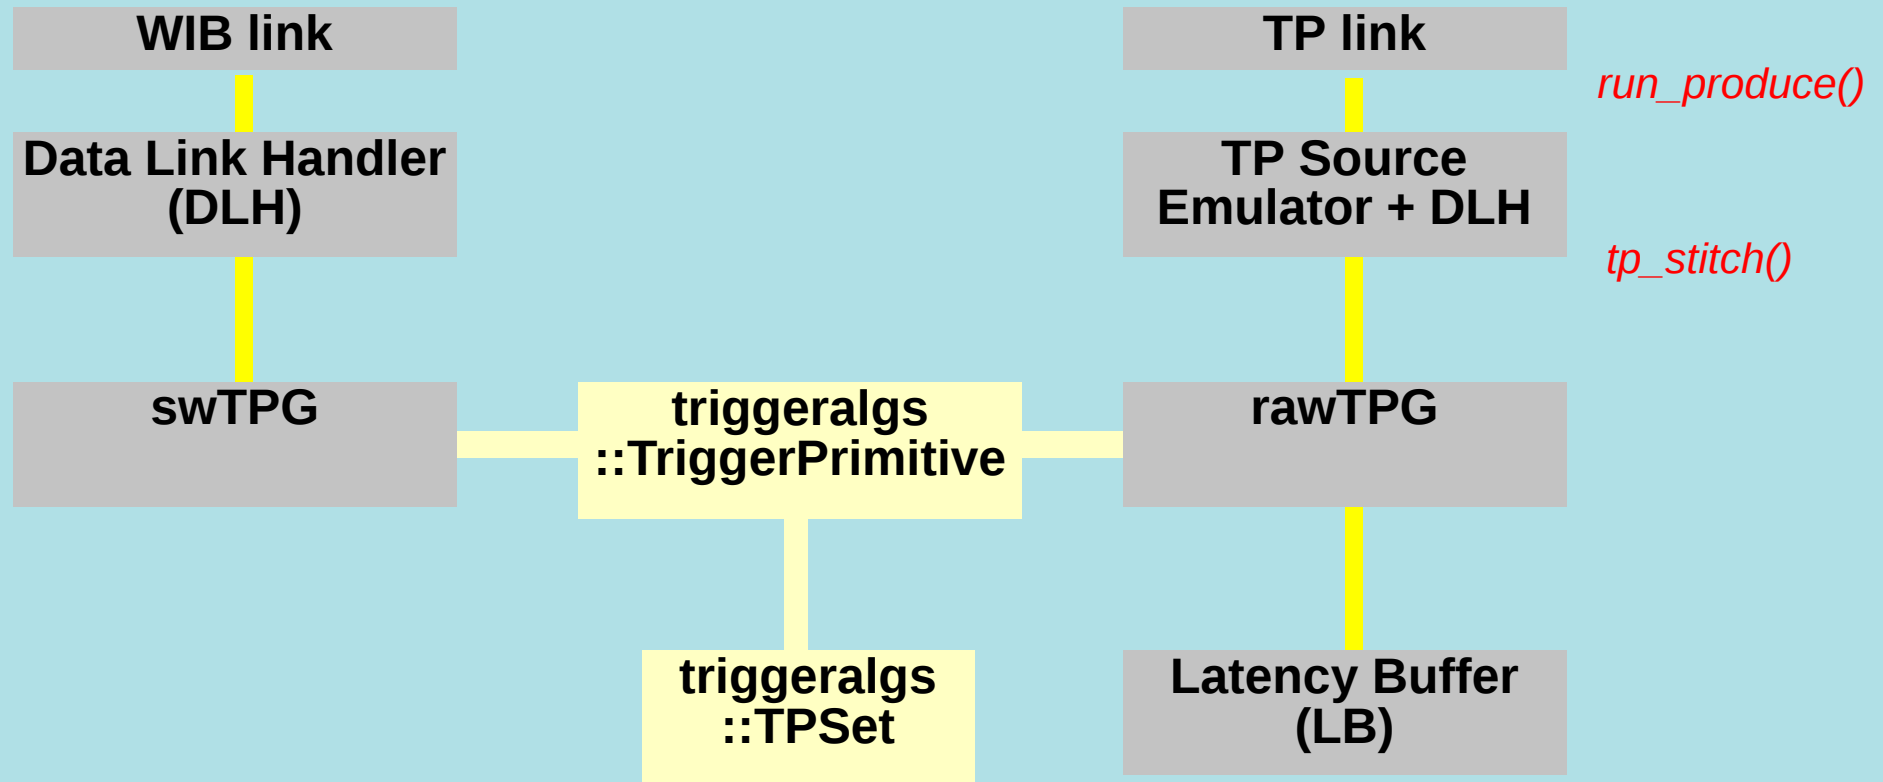 WIB link
TP link
run_produce()
Data Link Handler
(DLH)
TP Source
Emulator + DLH
tp_stitch()
swTPG
triggeralgs
::TriggerPrimitive
rawTPG
triggeralgs
::TPSet
Latency Buffer
(LB)